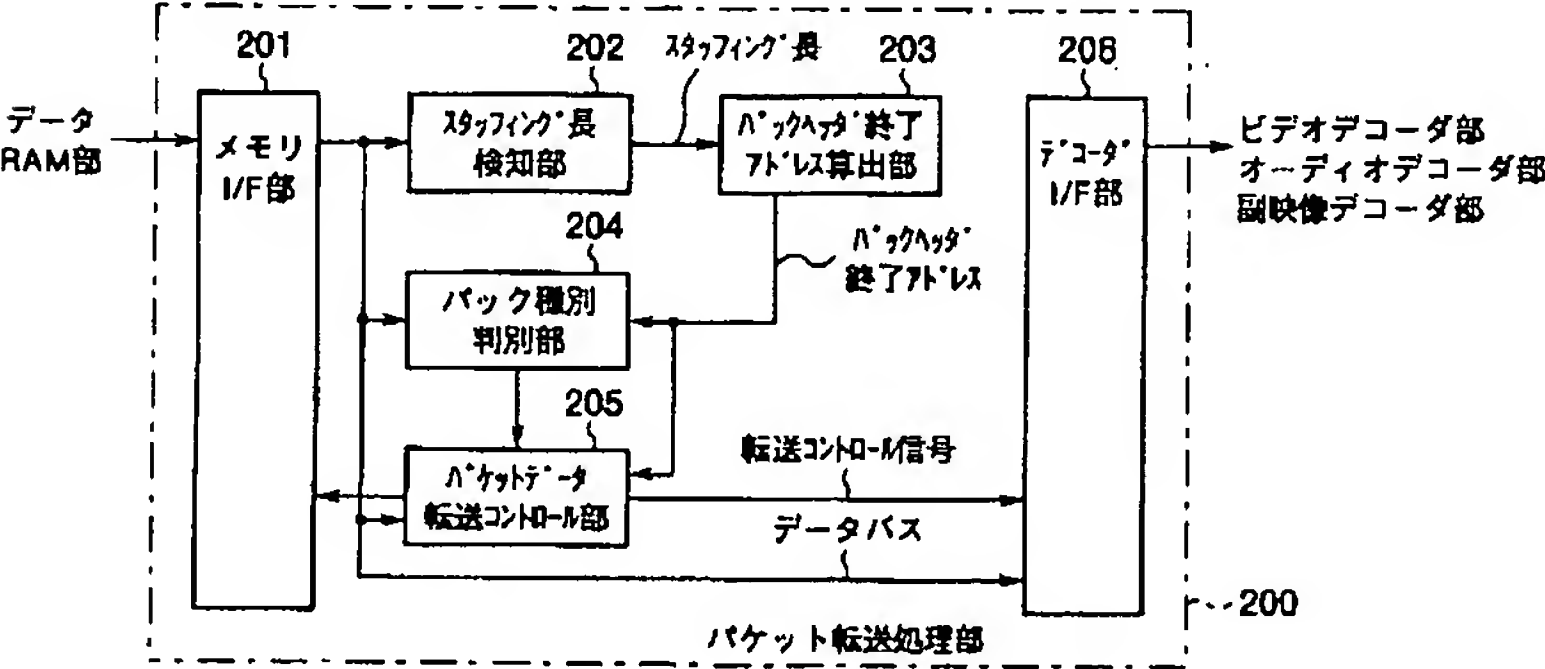 201
202
スタッフィング長
203
206
データ
RAM部
メモリ
I/F部
スタッフィング長
検知部
パックヘッダ終了
アドレス算出部
デコーダ
I/F部
ビデオデコーダ部
オーディオデコーダ部
副映像デコーダ部
204
パックヘッダ
終了アドレス
パック種別
判別部
205
パケットデータ
転送コントロール部
転送コントロール信号
データバス
200
パケット転送処理部